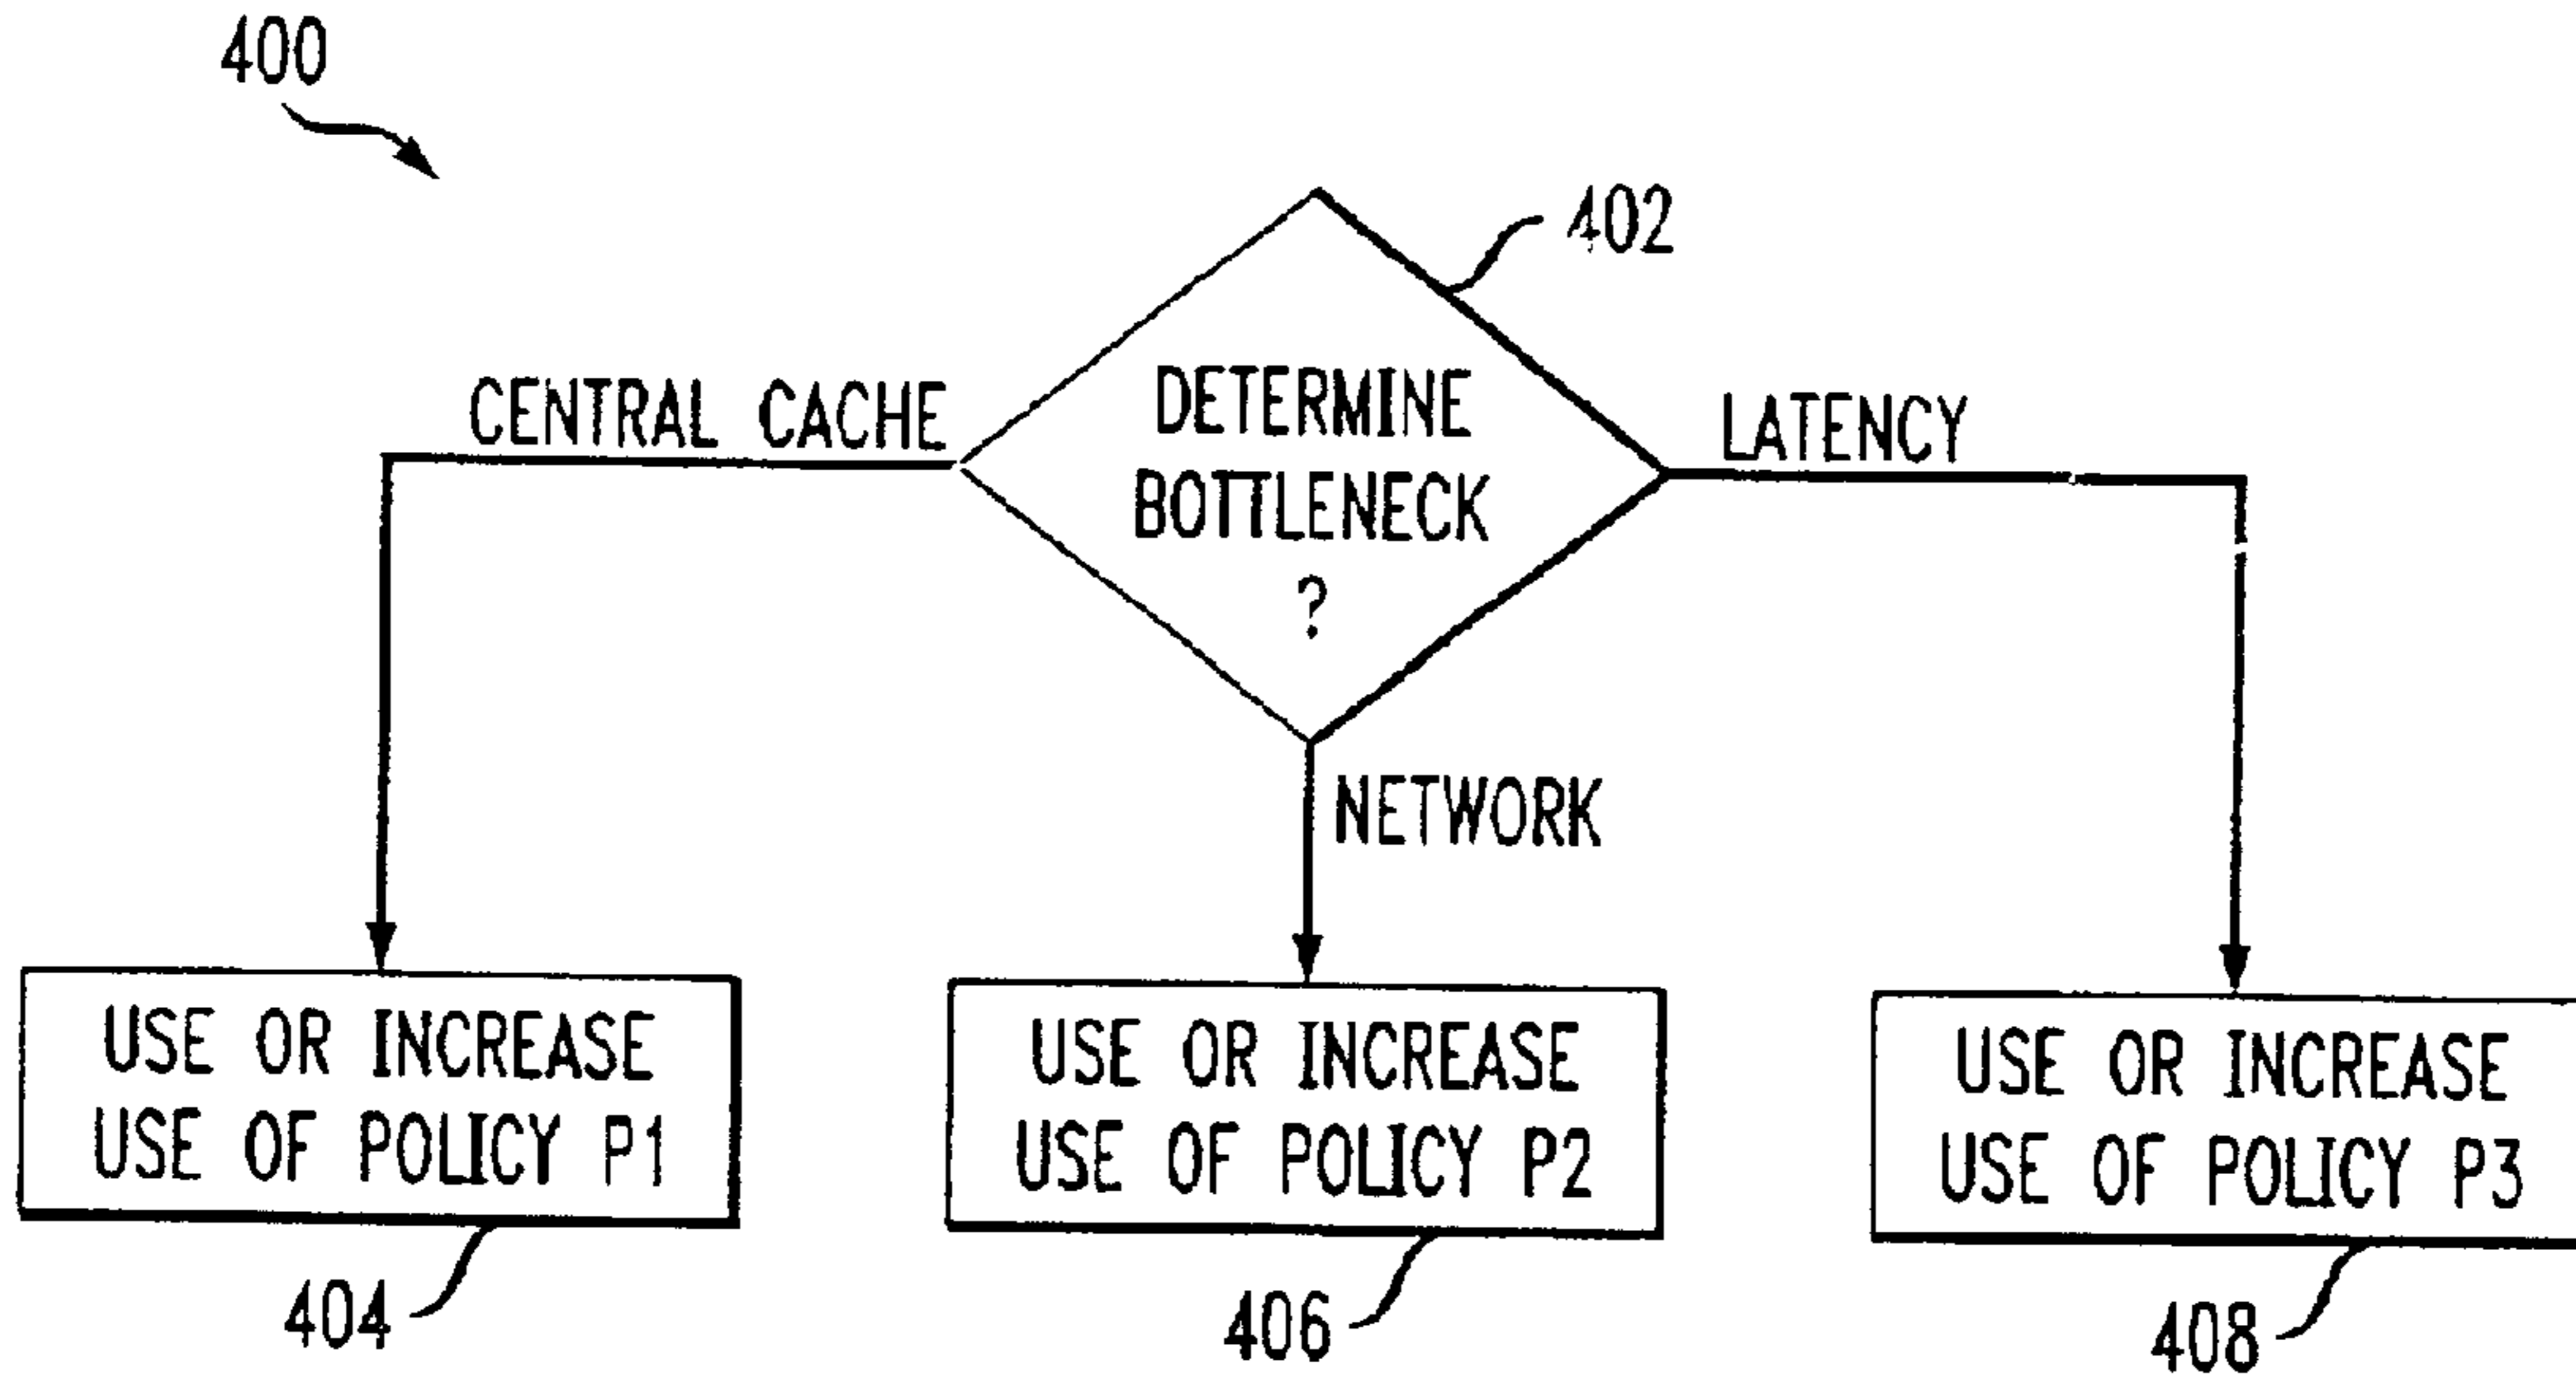 400
402
DETERMINE
BOTTLENECK
?
CENTRAL CACHE
LATENCY
NETWORK
USE OR INCREASE
USE OF POLICY P1
404
USE OR INCREASE
USE OF POLICY P2
406
USE OR INCREASE
USE OF POLICY P3
408